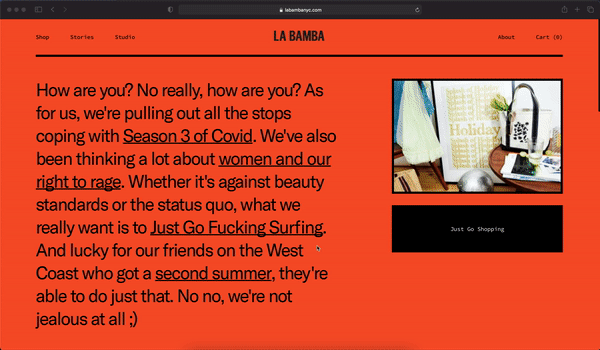 labambanyc.com
Shop
Stories
Studio
LA BAMBA
About
Cart (0)
How are you? No really, how are you? As
for us, we're pulling out all the stops
coping with Season 3 of Covid. We've also
been thinking a lot about women and our
right to rage. Whether it's against beauty
standards or the status quo, what we
really want is to Just Go Fucking Surfing.
And lucky for our friends on the West
Coast who got a second summer, they're
able to do just that. No no, we're not
jealous at all ;)
Holiday
Just Go Shopping